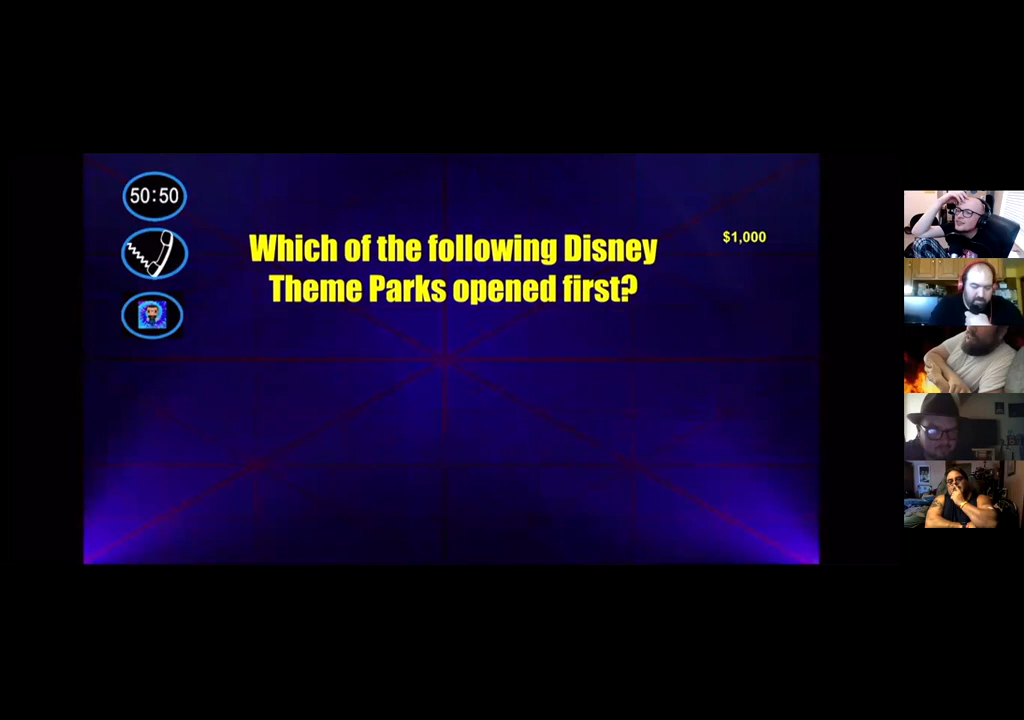 50:50
Which of the following Disney
Theme Parks opened first?
$1,000